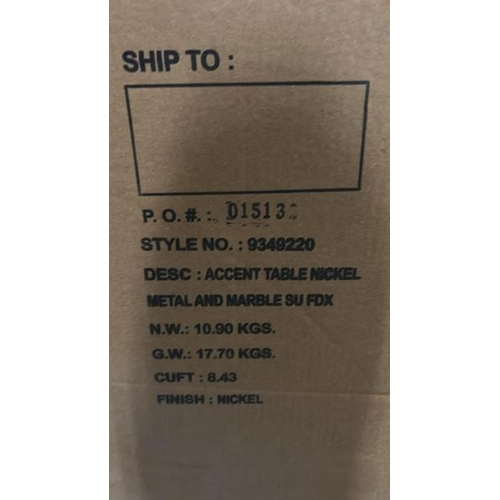 SHIP TO :
P. O. #. : 01513
STYLE NO. : 9349220
DESC : ACCENT TABLE NICKEL
METAL AND MARBLE SU FDX
N.W.: 10.90 KGS.
G.W.: 17.70 KGS.
CUFT : 8.43
FINISH : NICKEL